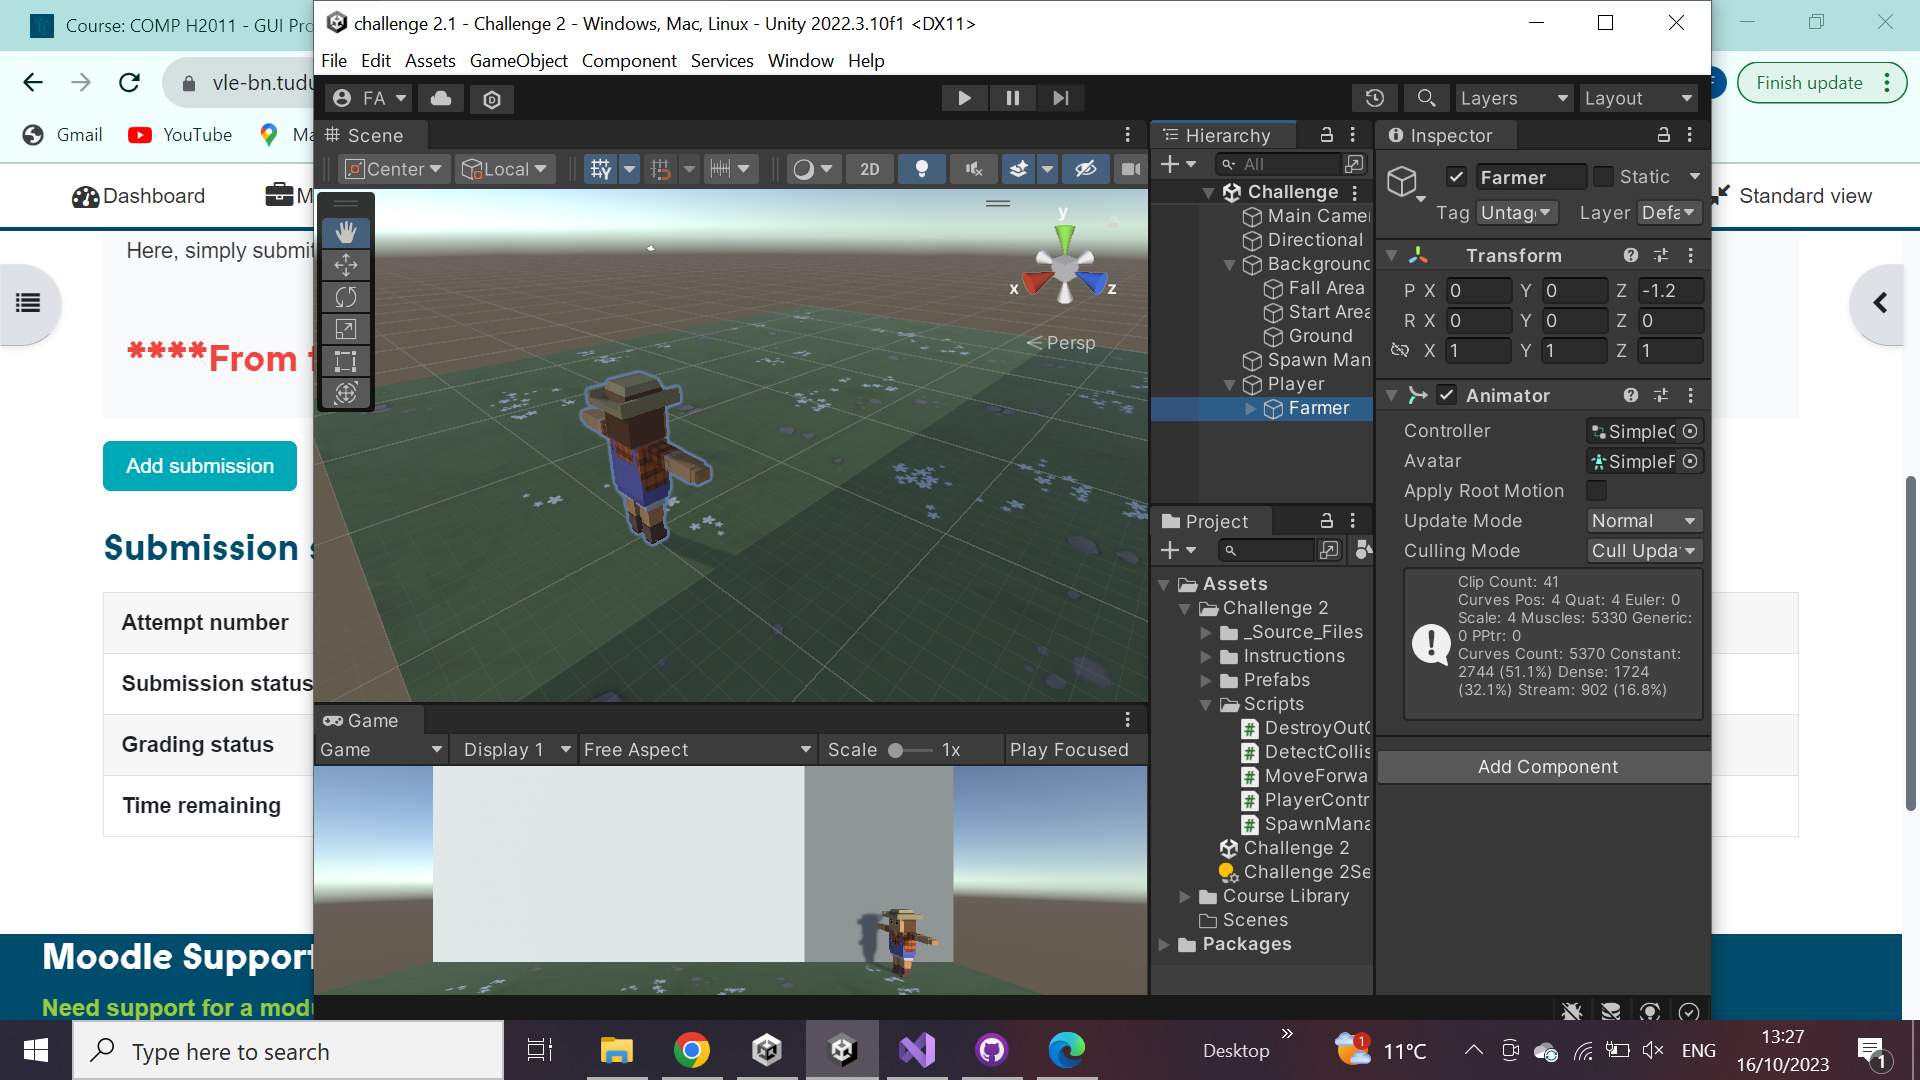 Course: COMP H2011 - GUI Pro
challenge 2.1 - Challenge 2 - Windows, Mac, Linux - Unity 2022.3.10f1 <DX11>
File Edit Assets GameObject Component Services Window Help
vle-bn.tudu
FA
Layers
Layout
Finish update
Gmail
YouTube
Ma
Scene
Hierarchy
Inspector
Center
Local
2D
All
Farmer
Static
Tag Untag
Layer Defa
Dashboard
M
Standard view
Challenge
Main Camer
Directional
Background
Fall Area
Start Area
Ground
Spawn Man
Player
Farmer
Transform
P X 0 Y 0 Z -1.2
R X 0 Y 0 Z 0
X 1 Y 1 Z 1
Animator
Controller SimpleC
Avatar SimpleF
Apply Root Motion
Update Mode Normal
Culling Mode Cull Upda
Clip Count: 41
Curves Pos: 4 Quat: 4 Euler: 0
Scale: 4 Muscles: 5330 Generic:
0 PPtr: 0
Curves Count: 5370 Constant:
2744 (51.1%) Dense: 1724
(32.1%) Stream: 902 (16.8%)
Add Component
y
x
z
Persp
Here, simply submit
****From t
Add submission
Submission s
Attempt number
Submission status
Grading status
Time remaining
Project
Assets
Challenge 2
_Source_Files
Instructions
Prefabs
Scripts
DestroyOutO
DetectCollis
MoveForwa
PlayerContr
SpawnMana
Challenge 2
Challenge 2Se
Course Library
Scenes
Packages
Game
Game Display 1 Free Aspect Scale 1x Play Focused
Moodle Support
Need support for a modu
Type here to search
Desktop
1
11°C
ENG
13:27
16/10/2023
1